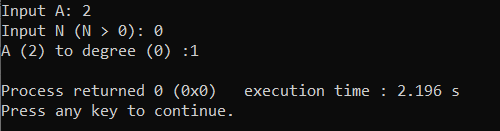 Input A: 2
Input N (N > 0): 0
A (2) to degree (0) :1
Process returned 0 (0x0)   execution time : 2.196 s
Press any key to continue.